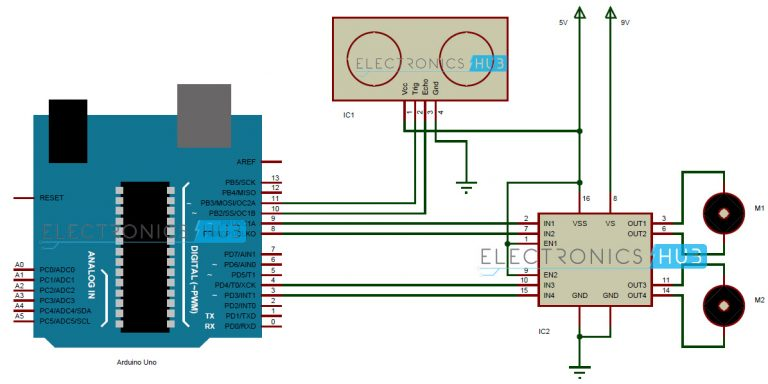 5V
9V
ELECTRONICS HUB
Vcc
Trig
Echo
Gnd
1
2
3
4
IC1
AREF
PB5/SCK 13
PB4/MISO 12
~ PB3/MOSI/OC2A 11
~ PB2/SS/OC1B 10
9
8
RESET
ELECTRONICS HUB
PD7/AIN1 7
~ PD6/AIN0 6
~ PD5/T1 5
PD4/T0/XCK 4
~ PD3/INT1 3
PD2/INT0 2
TX PD1/TXD 1
RX PD0/RXD 0
DIGITAL (~PWM)
ANALOG IN
A0 PC0/ADC0
A1 PC1/ADC1
A2 PC2/ADC2
A3 PC3/ADC3
A4 PC4/ADC4/SDA
A5 PC5/ADC5/SCL
Arduino Uno
16
8
VSS
VS
2 IN1
7 IN2
1 EN1
9 EN2
10 IN3
15 IN4
OUT1 3
OUT2 6
OUT3 11
OUT4 14
GND
GND
ELECTRONICS HUB
IC2
M1
M2